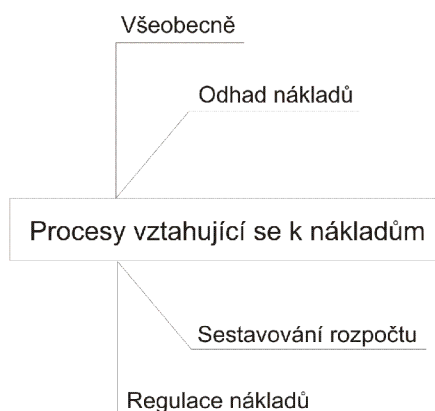 Všeobecně
Odhad nákladů
Procesy vztahující se k nákladům
Sestavování rozpočtu
Regulace nákladů